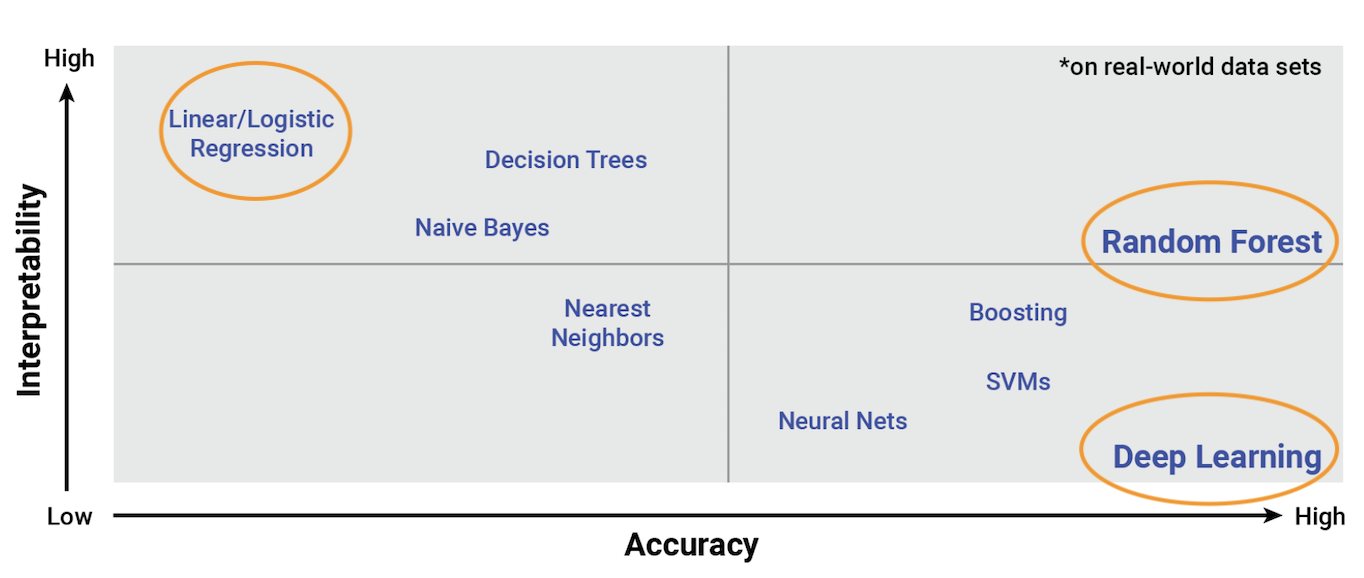 High
*on real-world data sets
Linear/Logistic
Regression
Decision Trees
Naive Bayes
Random Forest
Interpretability
Nearest
Neighbors
Boosting
SVMs
Neural Nets
Deep Learning
Low
High
Accuracy